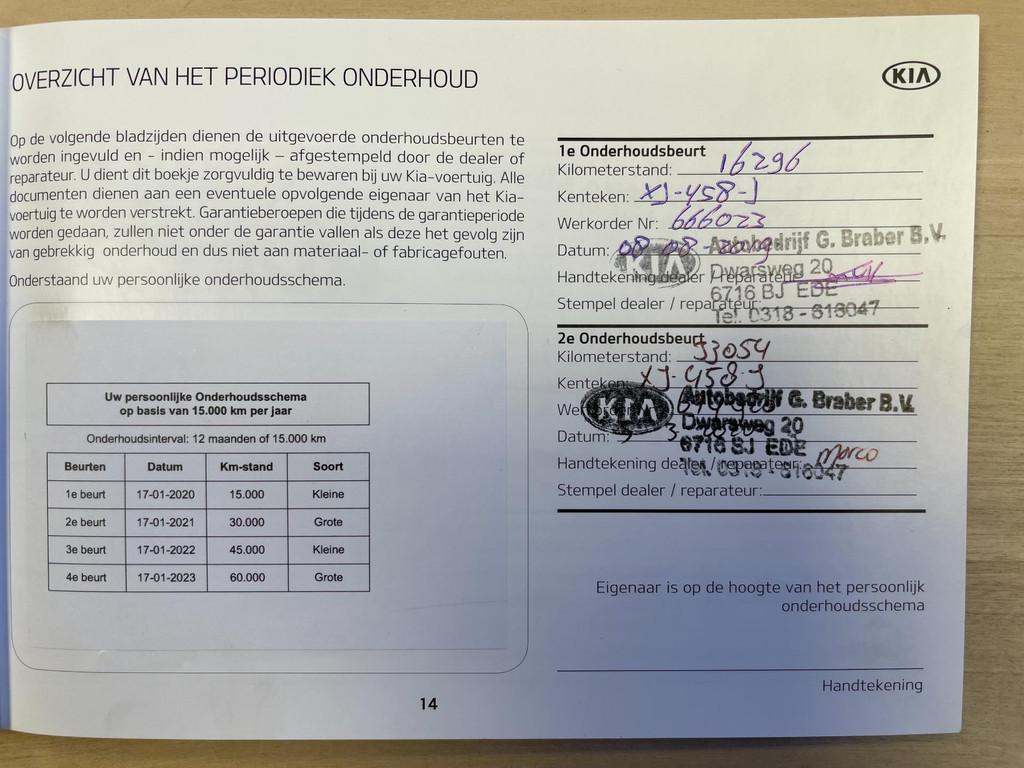 OVERZICHT VAN HET PERIODIEK ONDERHOUD
KIA
Op de volgende bladzijden dienen de uitgevoerde onderhoudsbeurten te
worden ingevuld en - indien mogelijk – afgestempeld door de dealer of
reparateur. U dient dit boekje zorgvuldig te bewaren bij uw Kia-voertuig. Alle
documenten dienen aan een eventuele opvolgende eigenaar van het Kia-
voertuig te worden verstrekt. Garantieberoepen die tijdens de garantieperiode
worden gedaan, zullen niet onder de garantie vallen als deze het gevolg zijn
van gebrekkig onderhoud en dus niet aan materiaal- of fabricagefouten.
Onderstaand uw persoonlijke onderhoudsschema.
Uw persoonlijke Onderhoudsschema
op basis van 15.000 km per jaar
Onderhoudsinterval: 12 maanden of 15.000 km
Beurten Datum Km-stand Soort
1e beurt 17-01-2020 15.000 Kleine
2e beurt 17-01-2021 30.000 Grote
3e beurt 17-01-2022 45.000 Kleine
4e beurt 17-01-2023 60.000 Grote
1e Onderhoudsbeurt
Kilometerstand: 16296
Kenteken: XJ-458-J
Werkorder Nr: 666023
Datum: 08-08-2019
Handtekening dealer / reparateur:
Stempel dealer / reparateur:
KIA
Autobedrijf G. Braber B.V.
Dwarsweg 20
6716 BJ EDE
Tel. 0318 - 616047
2e Onderhoudsbeurt
Kilometerstand: 33054
Kenteken: XJ-458-J
Datum:
Handtekening dealer / reparateur: Marco
Stempel dealer / reparateur:
KIA
Autobedrijf G. Braber B.V.
Dwarsweg 20
6716 BJ EDE
Tel. 0318 - 616047
Eigenaar is op de hoogte van het persoonlijk
onderhoudsschema
Handtekening
14